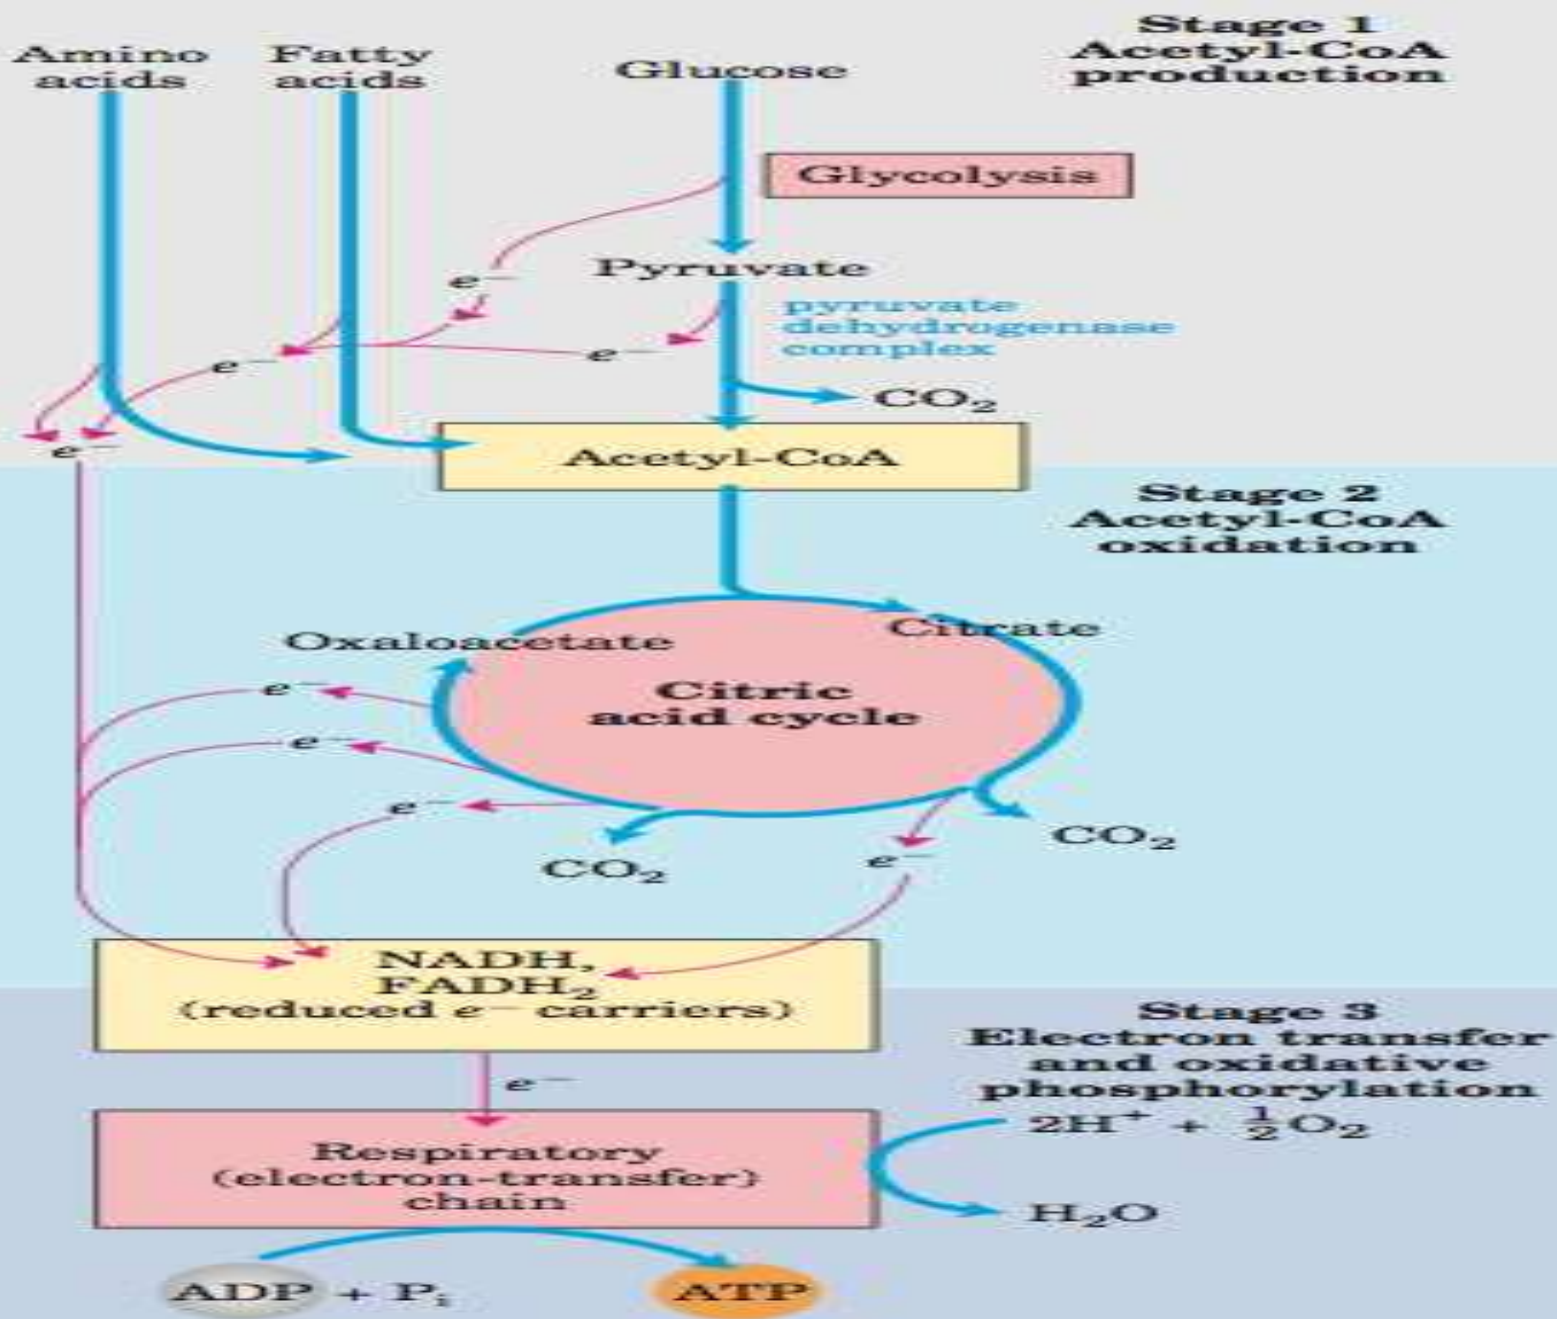 Stage 1
Acetyl-CoA
production
Amino
acids
Fatty
acids
Glucose
Glycolysis
e⁻
Pyruvate
pyruvate
dehydrogenase
complex
e⁻
e⁻
CO₂
e⁻
Acetyl-CoA
Stage 2
Acetyl-CoA
oxidation
Oxaloacetate
Citrate
Citric
acid cycle
e⁻
e⁻
e⁻
CO₂
e⁻
CO₂
NADH,
FADH₂
(reduced e⁻ carriers)
Stage 3
Electron transfer
and oxidative
phosphorylation
e⁻
2H⁺ + ½O₂
Respiratory
(electron-transfer)
chain
H₂O
ADP + Pᵢ
ATP